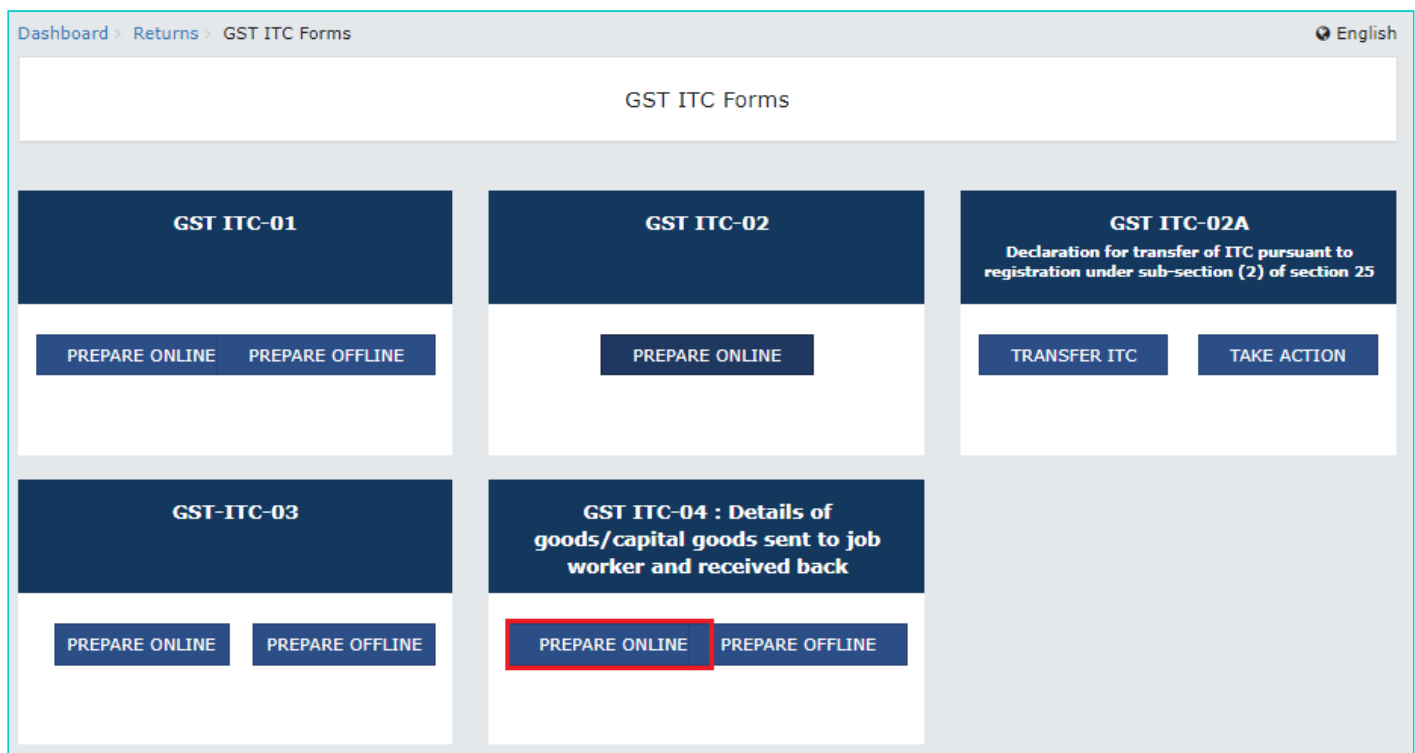 Dashboard > Returns > GST ITC Forms
English
GST ITC Forms
GST ITC-01
PREPARE ONLINE
PREPARE OFFLINE
GST ITC-02
PREPARE ONLINE
GST ITC-02A
Declaration for transfer of ITC pursuant to
registration under sub-section (2) of section 25
TRANSFER ITC
TAKE ACTION
GST-ITC-03
PREPARE ONLINE
PREPARE OFFLINE
GST ITC-04 : Details of
goods/capital goods sent to job
worker and received back
PREPARE ONLINE
PREPARE OFFLINE